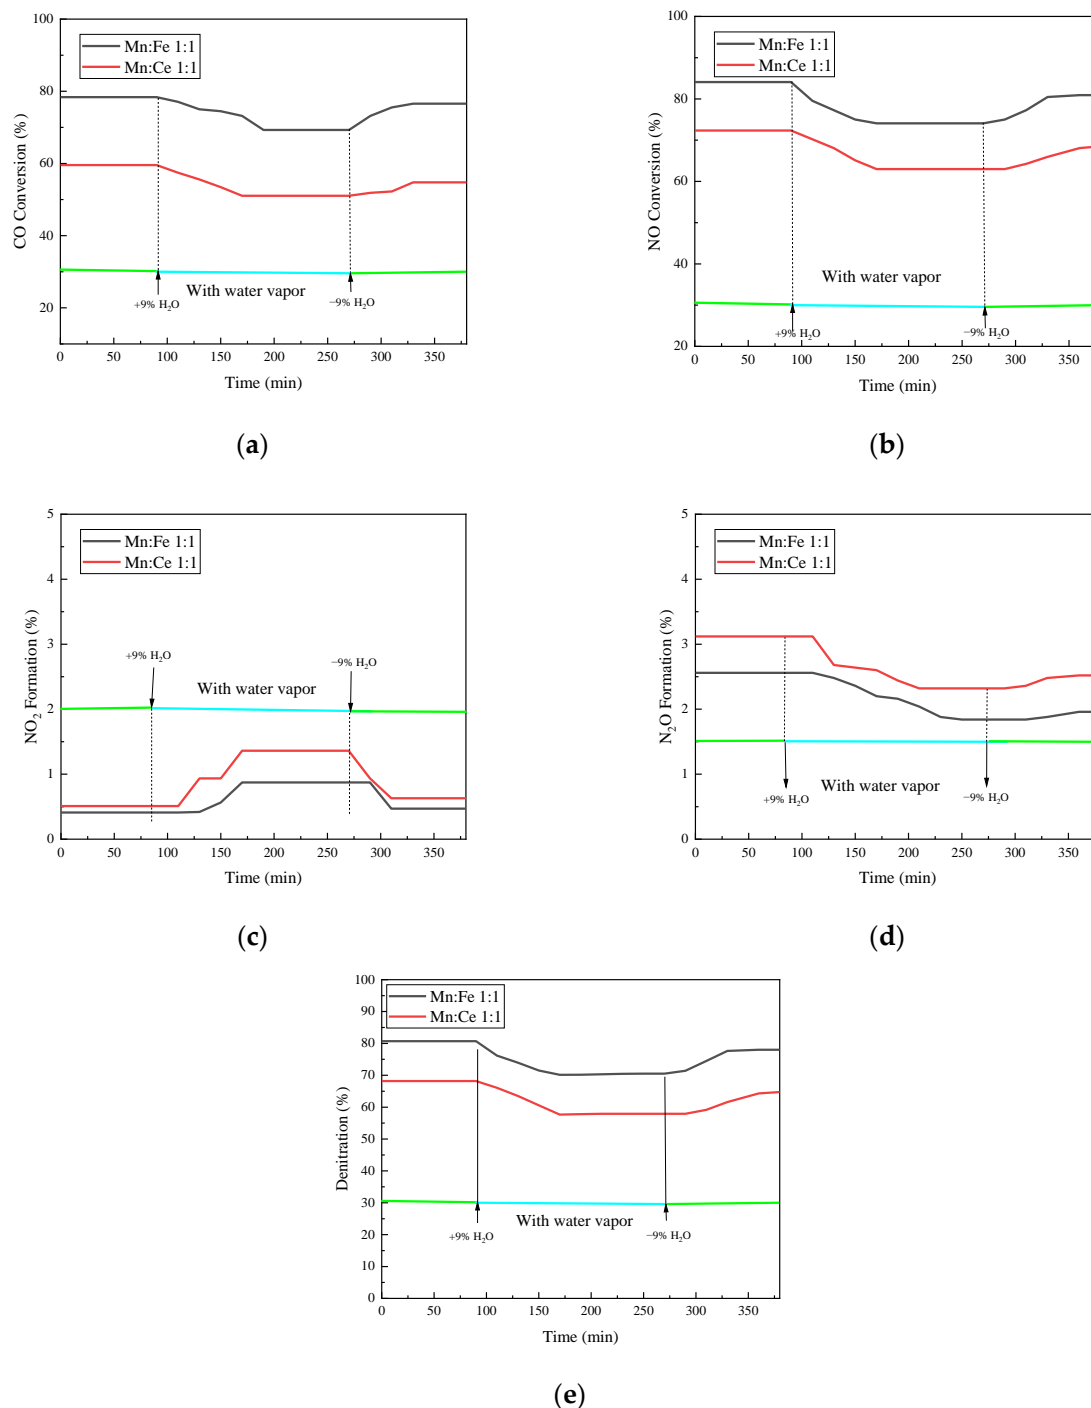 100
80
60
40
20
CO Conversion (%)
Mn:Fe 1:1
Mn:Ce 1:1
With water vapor
+9% H₂O
−9% H₂O
0 50 100 150 200 250 300 350
Time (min)
(a)
100
80
60
40
20
NO Conversion (%)
Mn:Fe 1:1
Mn:Ce 1:1
With water vapor
+9% H₂O
−9% H₂O
0 50 100 150 200 250 300 350
Time (min)
(b)
5
4
3
2
1
0
NO₂ Formation (%)
Mn:Fe 1:1
Mn:Ce 1:1
+9% H₂O
−9% H₂O
With water vapor
0 50 100 150 200 250 300 350
Time (min)
(c)
5
4
3
2
1
0
N₂O Formation (%)
Mn:Fe 1:1
Mn:Ce 1:1
With water vapor
+9% H₂O
−9% H₂O
0 50 100 150 200 250 300 350
Time (min)
(d)
100
90
80
70
60
50
40
30
20
10
0
Denitration (%)
Mn:Fe 1:1
Mn:Ce 1:1
With water vapor
+9% H₂O
−9% H₂O
0 50 100 150 200 250 300 350
Time (min)
(e)